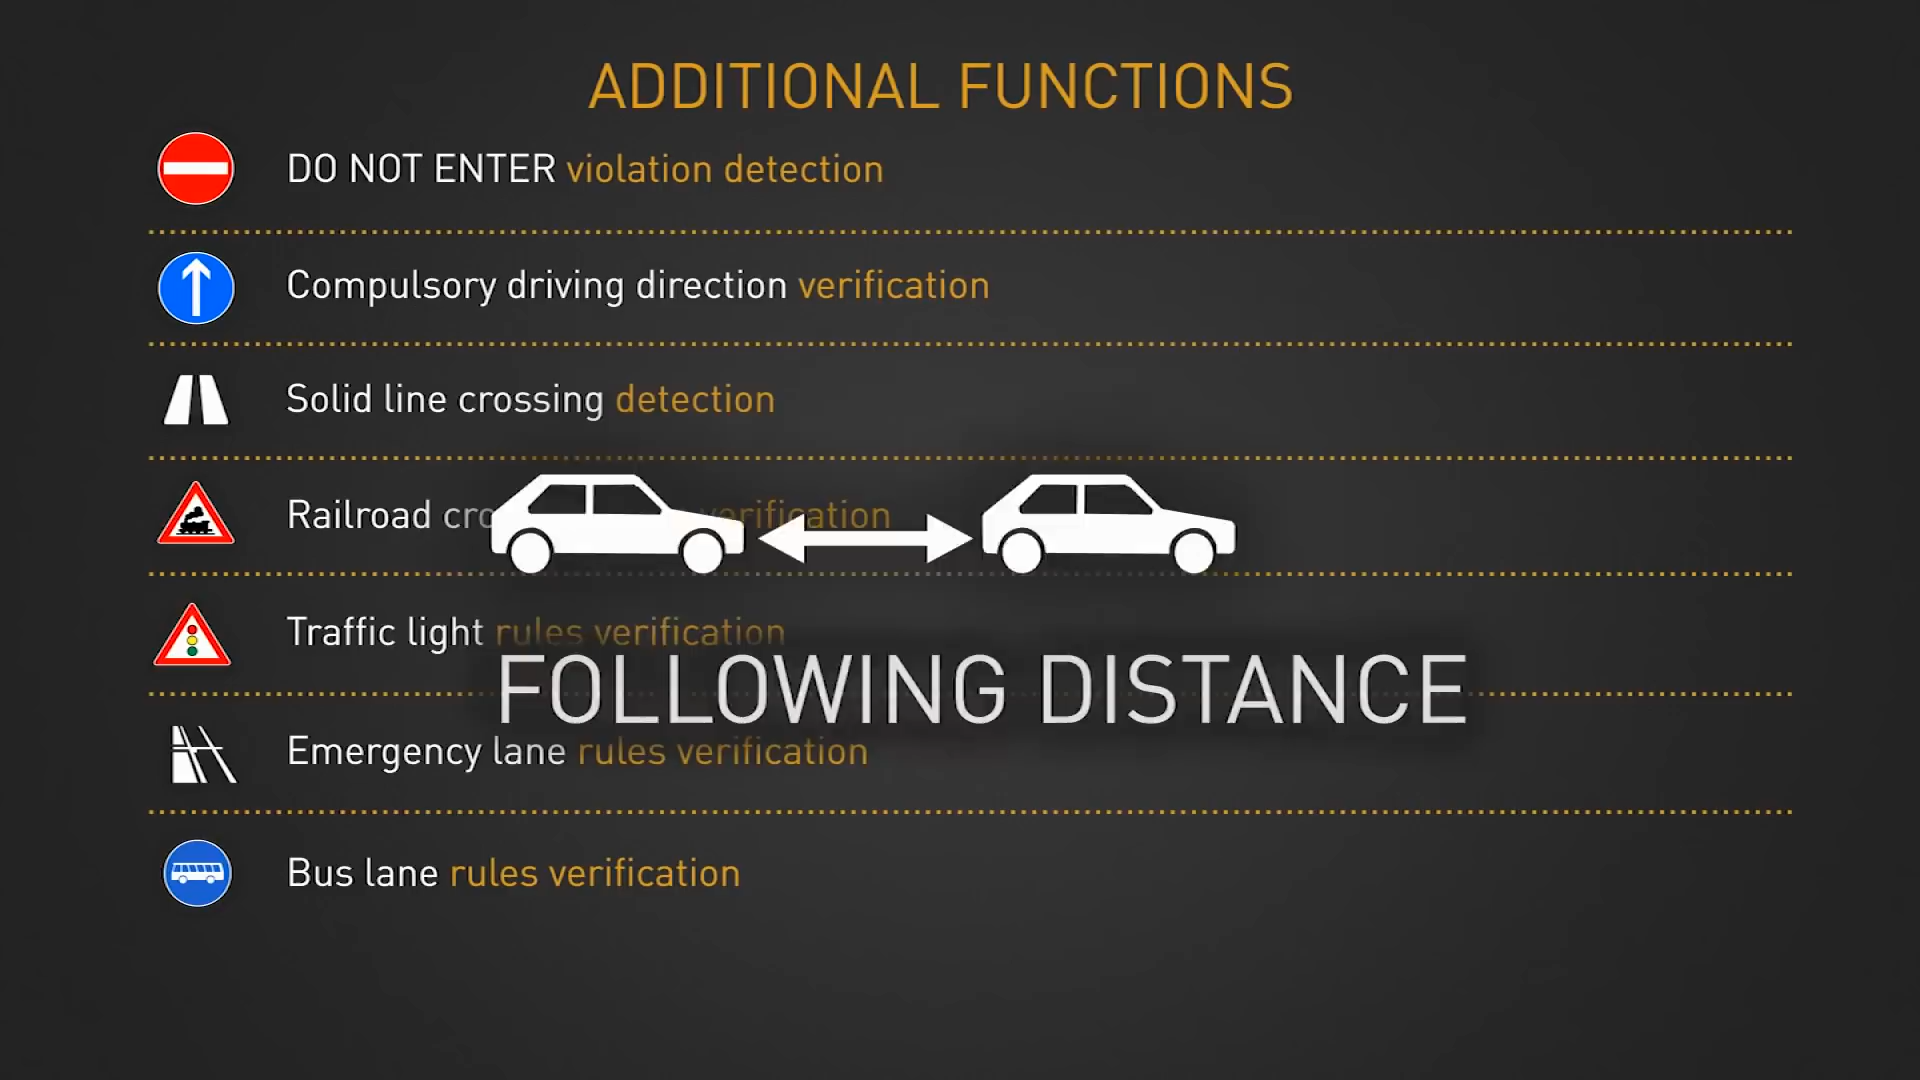 ADDITIONAL FUNCTIONS
DO NOT ENTER violation detection
Compulsory driving direction verification
Solid line crossing detection
Railroad verification
Traffic light rules verification
FOLLOWING DISTANCE
Emergency lane rules verification
Bus lane rules verification